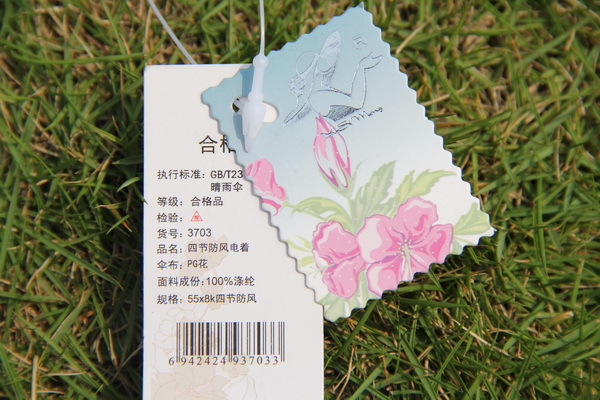 合格
执行标准: GB/T23
晴雨伞
等级: 合格品
检验:
货号: 3703
品名: 四节防风电着
伞布: PG花
面料成份: 100%涤纶
规格: 55x8k四节防风
6 942424 937033